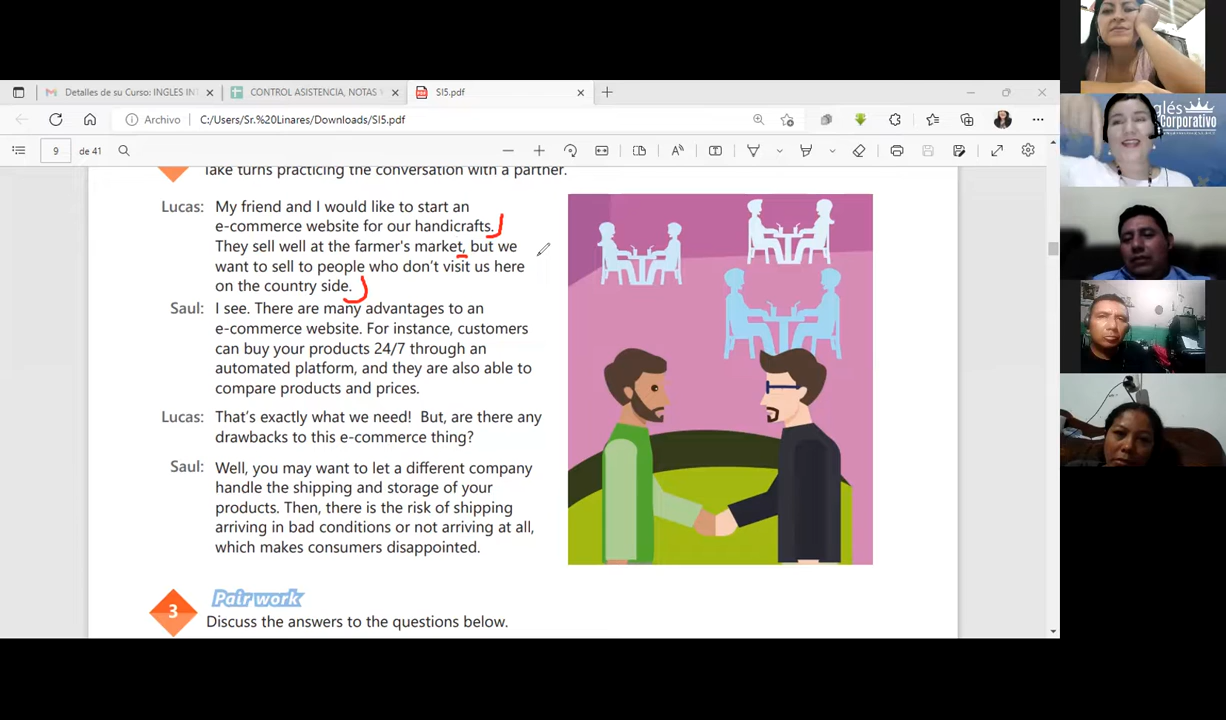 Detalles de su Curso: INGLES IN
CONTROL ASISTENCIA, NOTAS
SI5.pdf
Archivo
C:/Users/Sr.%20Linares/Downloads/SI5.pdf
9
de 41
Take turns practicing the conversation with a partner.
Lucas: My friend and I would like to start an
e-commerce website for our handicrafts.
They sell well at the farmer's market, but we
want to sell to people who don't visit us here
on the country side.
Saul: I see. There are many advantages to an
e-commerce website. For instance, customers
can buy your products 24/7 through an
automated platform, and they are also able to
compare products and prices.
Lucas: That's exactly what we need! But, are there any
drawbacks to this e-commerce thing?
Saul: Well, you may want to let a different company
handle the shipping and storage of your
products. Then, there is the risk of shipping
arriving in bad conditions or not arriving at all,
which makes consumers disappointed.
3
Pair work
Discuss the answers to the questions below.
glés
Corporativo